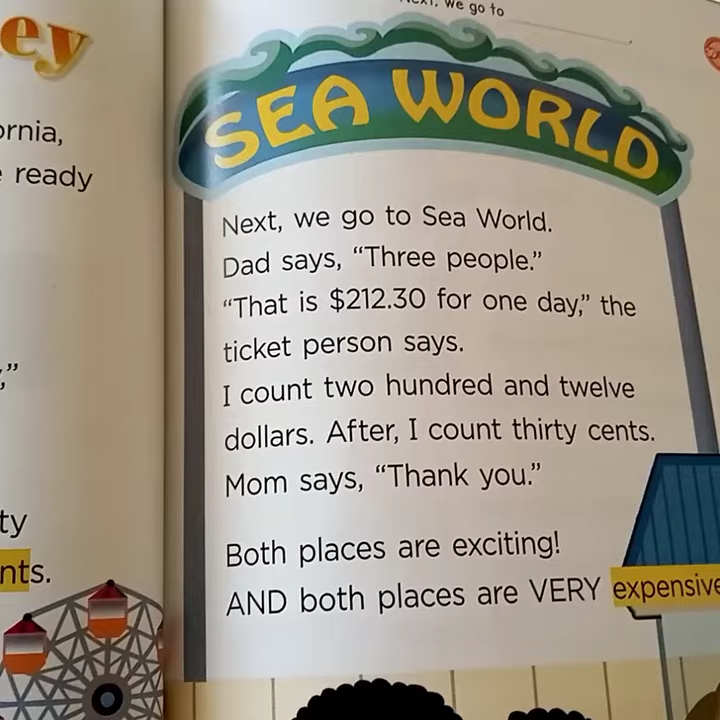 Next, we go to
ey
ornia,
ready
,”
ty
nts.
SEA WORLD
Next, we go to Sea World.
Dad says, “Three people.”
“That is $212.30 for one day,” the
ticket person says.
I count two hundred and twelve
dollars. After, I count thirty cents.
Mom says, “Thank you.”
Both places are exciting!
AND both places are VERY expensive